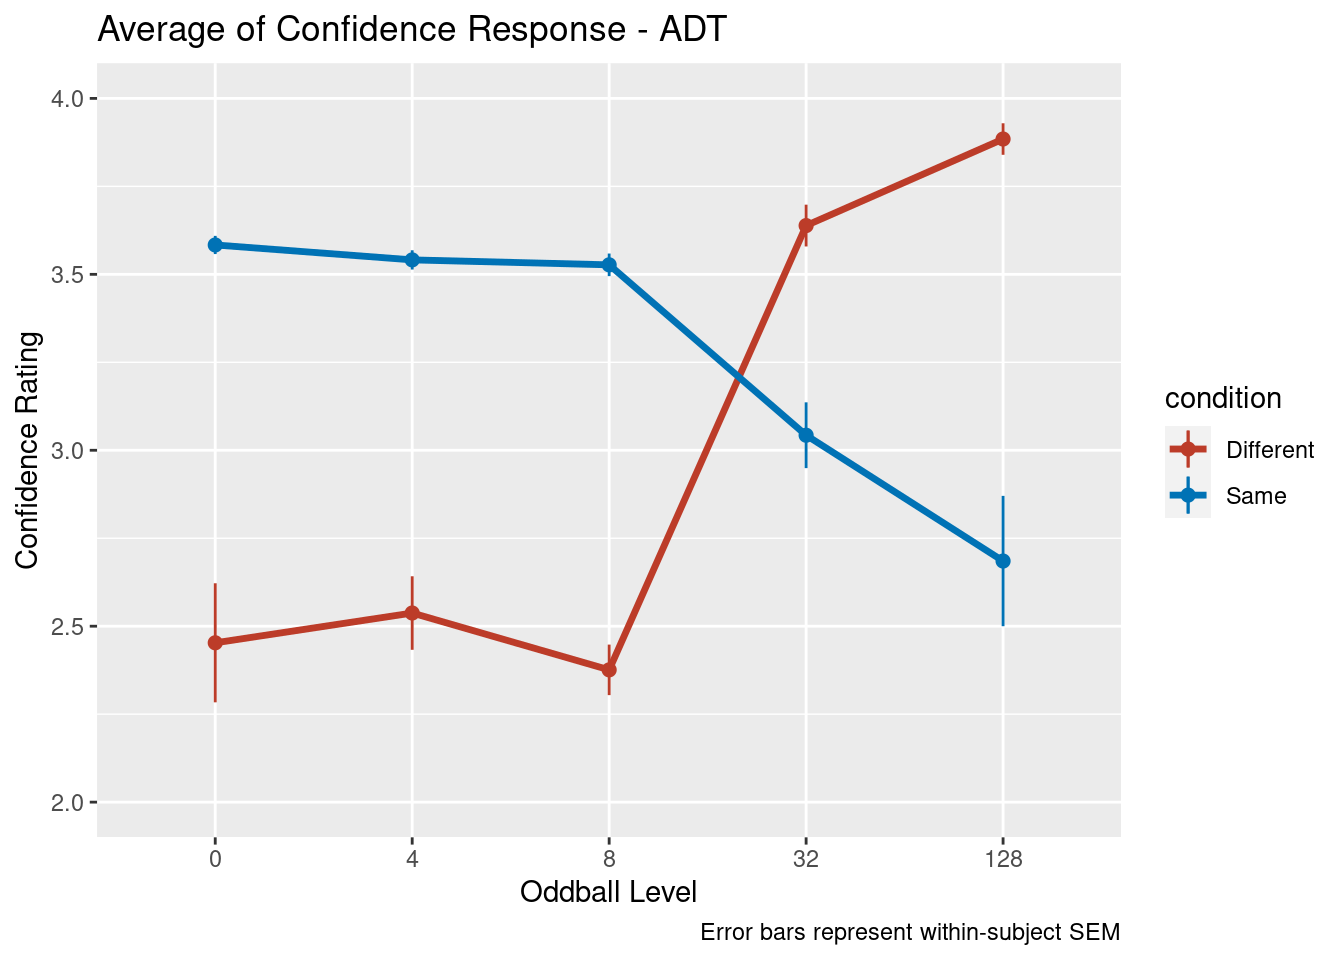 Average of Confidence Response - ADT
4.0
3.5
3.0
2.5
2.0
Confidence Rating
0 4 8 32 128
Oddball Level
Error bars represent within-subject SEM
condition
Different
Same